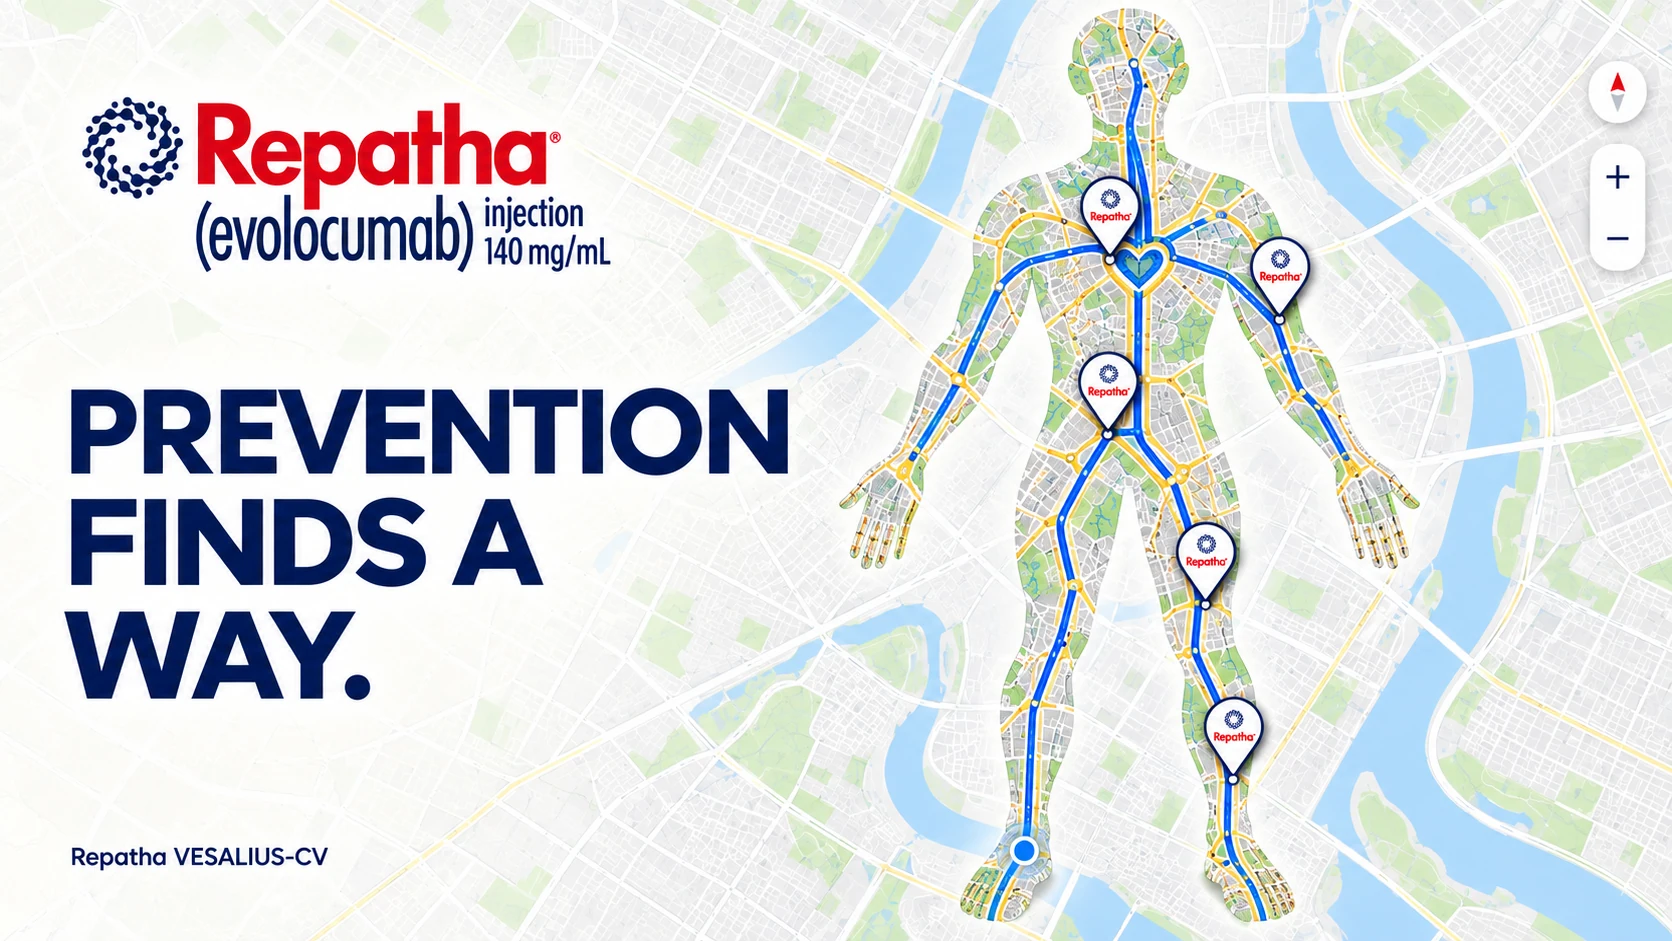 Repatha®
(evolocumab) injection
140 mg/mL
PREVENTION
FINDS A
WAY.
Repatha VESALIUS-CV
Repatha®
Repatha®
Repatha®
Repatha®
Repatha®
+
−